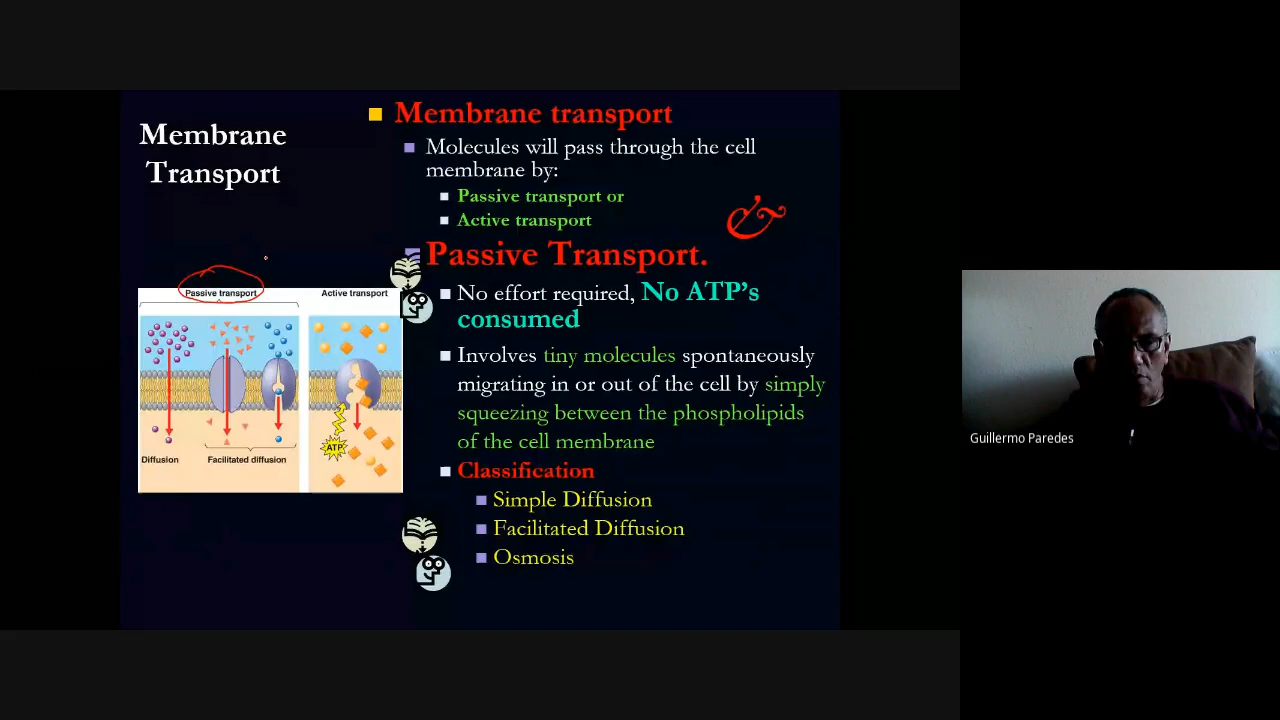 Membrane
Transport
Membrane transport
Molecules will pass through the cell
membrane by:
Passive transport or
Active transport
&
Passive Transport.
No effort required, No ATP's
consumed
Involves tiny molecules spontaneously
migrating in or out of the cell by simply
squeezing between the phospholipids
of the cell membrane
Classification
Simple Diffusion
Facilitated Diffusion
Osmosis
Passive transport
Active transport
ATP
Diffusion
Facilitated diffusion
Guillermo Paredes